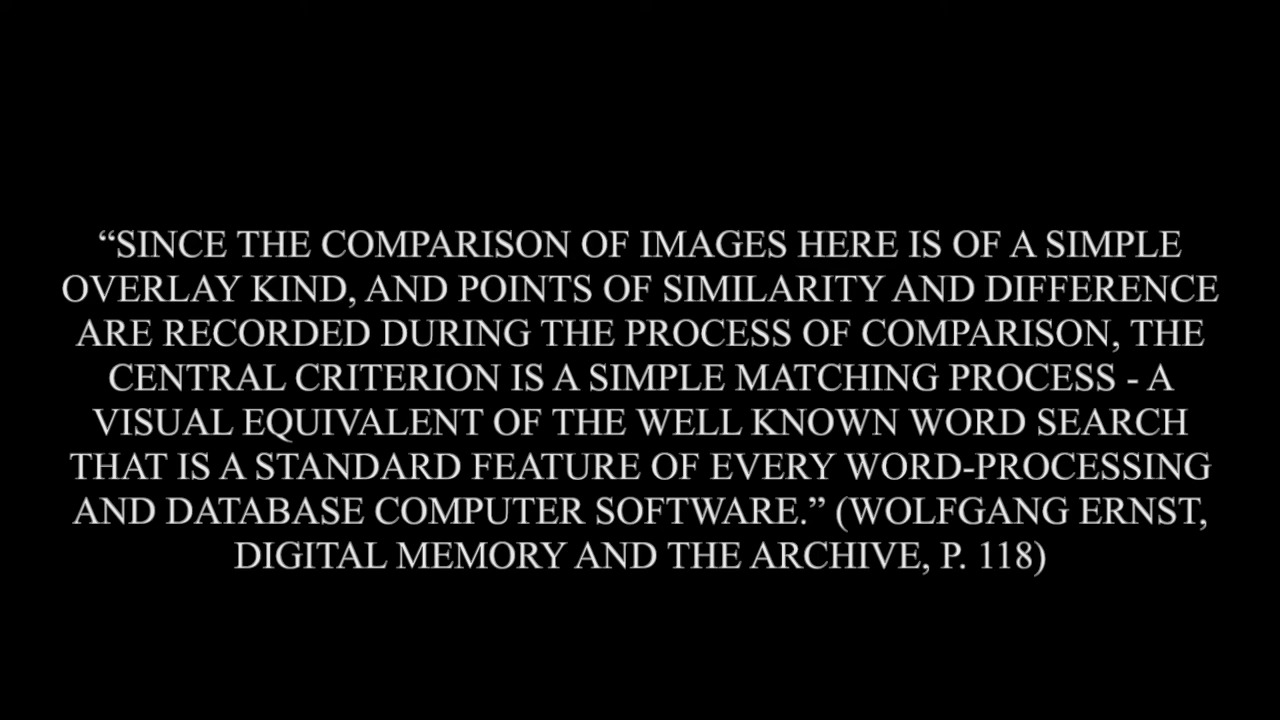 “SINCE THE COMPARISON OF IMAGES HERE IS OF A SIMPLE
OVERLAY KIND, AND POINTS OF SIMILARITY AND DIFFERENCE
ARE RECORDED DURING THE PROCESS OF COMPARISON, THE
CENTRAL CRITERION IS A SIMPLE MATCHING PROCESS - A
VISUAL EQUIVALENT OF THE WELL KNOWN WORD SEARCH
THAT IS A STANDARD FEATURE OF EVERY WORD-PROCESSING
AND DATABASE COMPUTER SOFTWARE.” (WOLFGANG ERNST,
DIGITAL MEMORY AND THE ARCHIVE, P. 118)